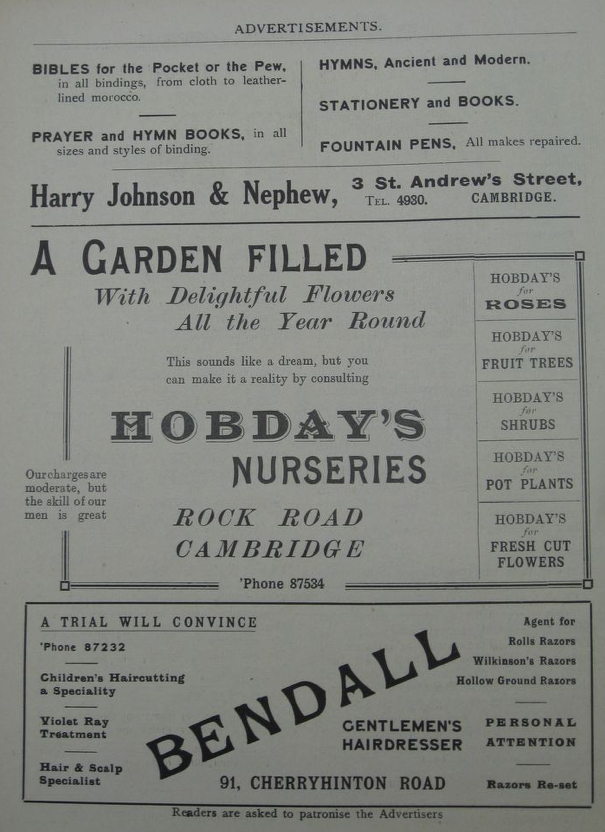 ADVERTISEMENTS.
BIBLES for the Pocket or the Pew,
in all bindings, from cloth to leather-
lined morocco.
PRAYER and HYMN BOOKS, in all
sizes and styles of binding.
HYMNS, Ancient and Modern.
STATIONERY and BOOKS.
FOUNTAIN PENS, All makes repaired.
Harry Johnson & Nephew,
3 St. Andrew's Street,
TEL. 4930. CAMBRIDGE.
A GARDEN FILLED
With Delightful Flowers
All the Year Round
This sounds like a dream, but you
can make it a reality by consulting
HOBDAY'S
NURSERIES
ROCK ROAD
CAMBRIDGE
'Phone 87534
Our charges are
moderate, but
the skill of our
men is great
HOBDAY'S
for
ROSES
HOBDAY'S
for
FRUIT TREES
HOBDAY'S
for
SHRUBS
HOBDAY'S
for
POT PLANTS
HOBDAY'S
for
FRESH CUT
FLOWERS
A TRIAL WILL CONVINCE
'Phone 87232
Children's Haircutting
a Speciality
Violet Ray
Treatment
Hair & Scalp
Specialist
BENDALL
GENTLEMEN'S
HAIRDRESSER
91, CHERRYHINTON ROAD
Agent for
Rolls Razors
Wilkinson's Razors
Hollow Ground Razors
PERSONAL
ATTENTION
Razors Re-set
Readers are asked to patronise the Advertisers